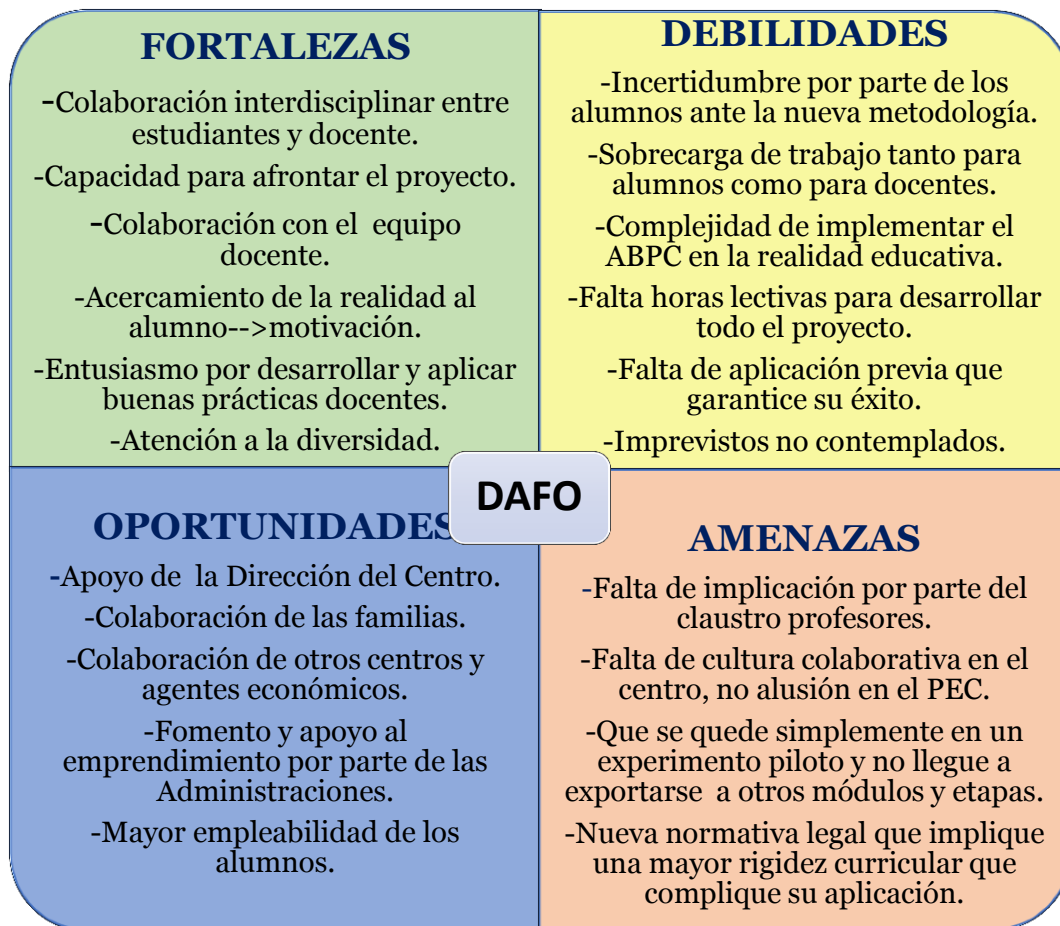 FORTALEZAS
-Colaboración interdisciplinar entre
estudiantes y docente.
-Capacidad para afrontar el proyecto.
-Colaboración con el  equipo
docente.
-Acercamiento de la realidad al
alumno-->motivación.
-Entusiasmo por desarrollar y aplicar
buenas prácticas docentes.
-Atención a la diversidad.
DEBILIDADES
-Incertidumbre por parte de los
alumnos ante la nueva metodología.
-Sobrecarga de trabajo tanto para
alumnos como para docentes.
-Complejidad de implementar el
ABPC en la realidad educativa.
-Falta horas lectivas para desarrollar
todo el proyecto.
-Falta de aplicación previa que
garantice su éxito.
-Imprevistos no contemplados.
DAFO
OPORTUNIDADES
-Apoyo de  la Dirección del Centro.
-Colaboración de las familias.
-Colaboración de otros centros y
agentes económicos.
-Fomento y apoyo al
emprendimiento por parte de las
Administraciones.
-Mayor empleabilidad de los
alumnos.
AMENAZAS
-Falta de implicación por parte del
claustro profesores.
-Falta de cultura colaborativa en el
centro, no alusión en el PEC.
-Que se quede simplemente en un
experimento piloto y no llegue a
exportarse  a otros módulos y etapas.
-Nueva normativa legal que implique
una mayor rigidez curricular que
complique su aplicación.